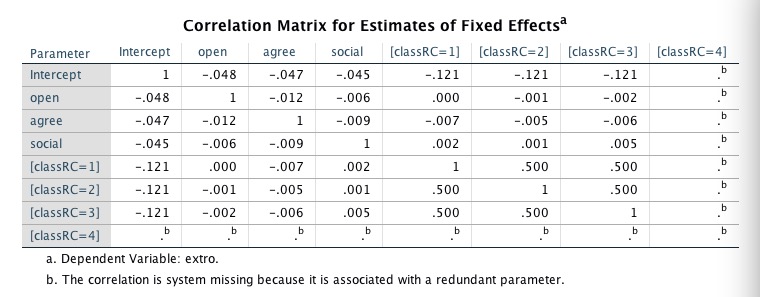 Correlation Matrix for Estimates of Fixed Effects^a
Parameter Intercept open agree social [classRC=1] [classRC=2] [classRC=3] [classRC=4]
Intercept 1 -.048 -.047 -.045 -.121 -.121 -.121 .^b
open -.048 1 -.012 -.006 .000 -.001 -.002 .^b
agree -.047 -.012 1 -.009 -.007 -.005 -.006 .^b
social -.045 -.006 -.009 1 .002 .001 .005 .^b
[classRC=1] -.121 .000 -.007 .002 1 .500 .500 .^b
[classRC=2] -.121 -.001 -.005 .001 .500 1 .500 .^b
[classRC=3] -.121 -.002 -.006 .005 .500 .500 1 .^b
[classRC=4] .^b .^b .^b .^b .^b .^b .^b .^b
a. Dependent Variable: extro.
b. The correlation is system missing because it is associated with a redundant parameter.